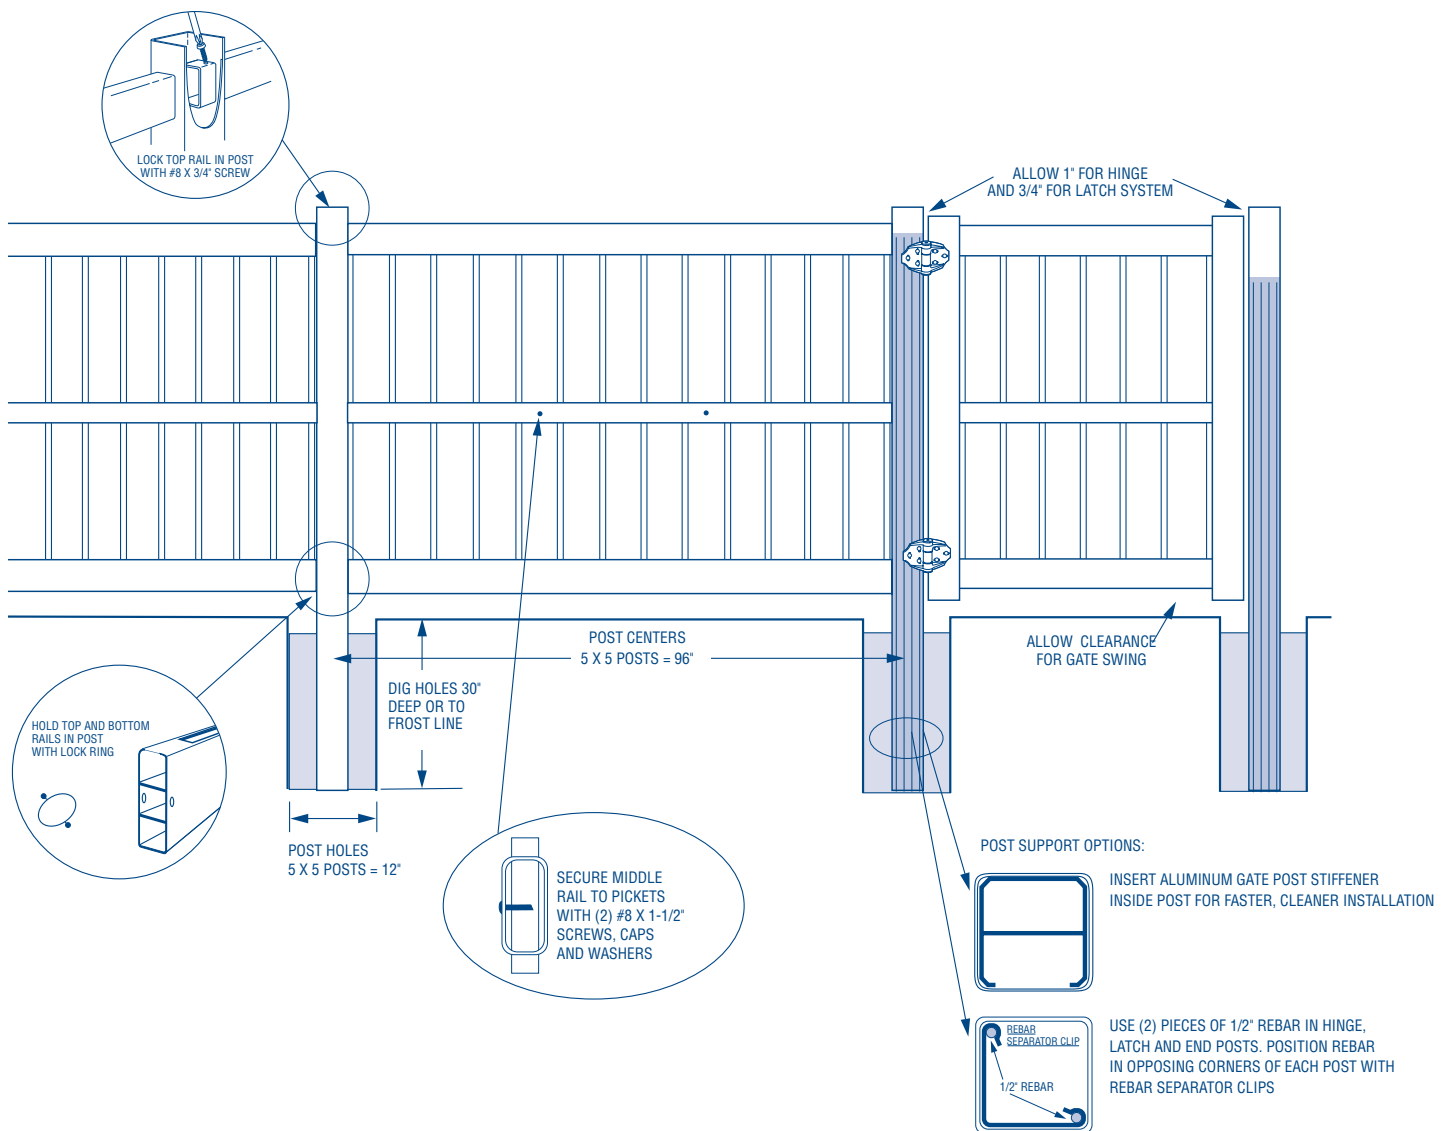 LOCK TOP RAIL IN POST
WITH #8 X 3/4" SCREW
ALLOW 1" FOR HINGE
AND 3/4" FOR LATCH SYSTEM
POST CENTERS
5 X 5 POSTS = 96"
ALLOW CLEARANCE
FOR GATE SWING
DIG HOLES 30"
DEEP OR TO
FROST LINE
HOLD TOP AND BOTTOM
RAILS IN POST
WITH LOCK RING
POST HOLES
5 X 5 POSTS = 12"
SECURE MIDDLE
RAIL TO PICKETS
WITH (2) #8 X 1-1/2"
SCREWS, CAPS
AND WASHERS
POST SUPPORT OPTIONS:
INSERT ALUMINUM GATE POST STIFFENER
INSIDE POST FOR FASTER, CLEANER INSTALLATION
REBAR
SEPARATOR CLIP
1/2" REBAR
USE (2) PIECES OF 1/2" REBAR IN HINGE,
LATCH AND END POSTS. POSITION REBAR
IN OPPOSING CORNERS OF EACH POST WITH
REBAR SEPARATOR CLIPS